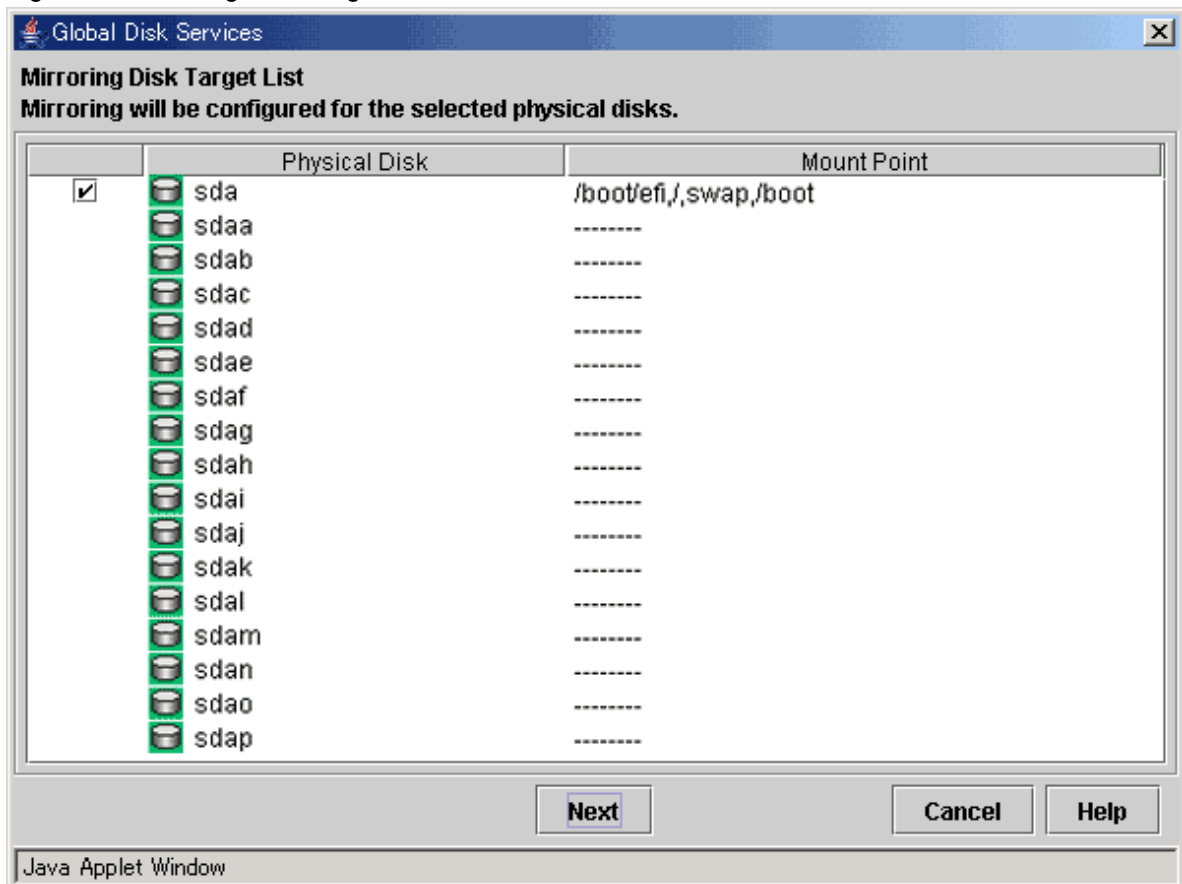 Global Disk Services
Mirroring Disk Target List
Mirroring will be configured for the selected physical disks.
Physical Disk Mount Point
sda /boot/efi,/,swap,/boot
sdaa --------
sdab --------
sdac --------
sdad --------
sdae --------
sdaf --------
sdag --------
sdah --------
sdai --------
sdaj --------
sdak --------
sdal --------
sdam --------
sdan --------
sdao --------
sdap --------
Next Cancel Help
Java Applet Window